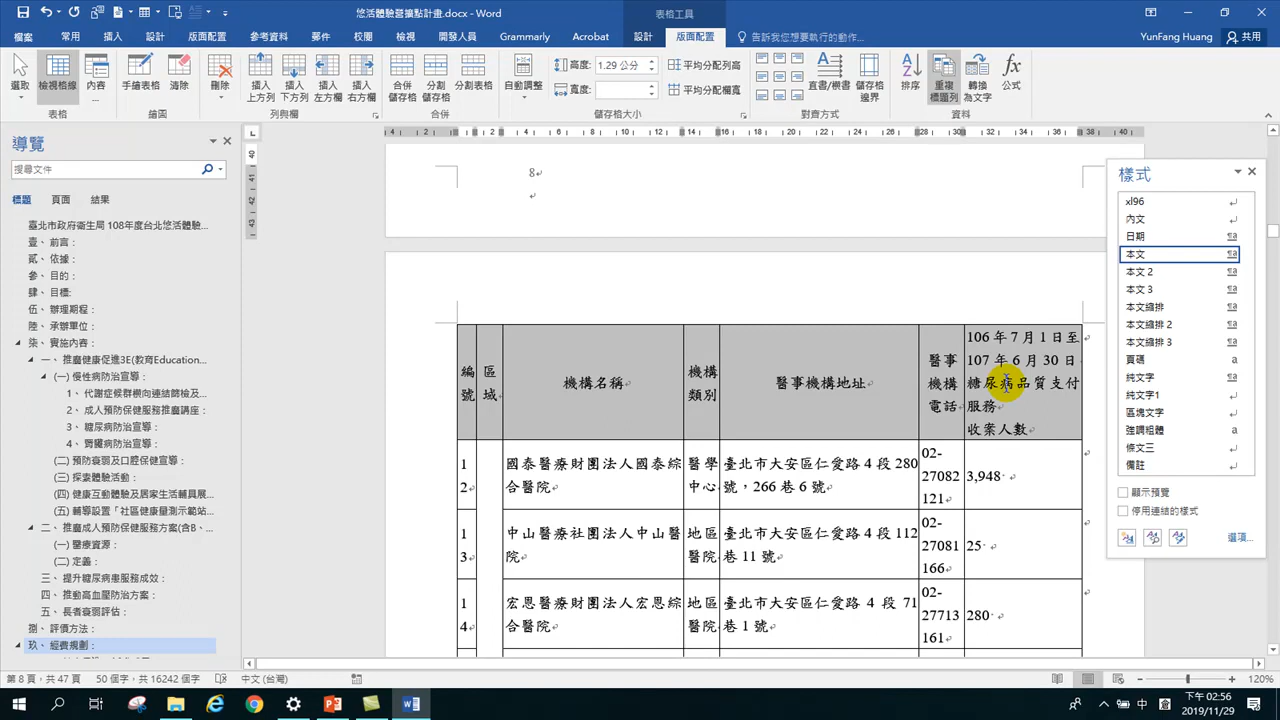 悠活體驗營擴點計畫.docx - Word
表格工具
檔案 常用 插入 設計 版面配置 參考資料 郵件 校閱 檢視 開發人員 Grammarly Acrobat 設計 版面配置 告訴我您想要執行的動作... YunFang Huang 共用
選取 檢視格線 內容 ... 手繪表格 清除 刪除 插入上方列 插入下方列 插入左方欄 插入右方欄 合併儲存格 分割儲存格 分割表格 自動調整
高度: 1.29 公分 平均分配列高
寬度: 平均分配欄寬
直書/橫書 儲存格邊界 排序 重複標題列 轉換為文字 公式
表格 繪圖 列與欄 合併 儲存格大小 對齊方式 資料
導覽
搜尋文件
標題 頁面 結果
臺北市政府衛生局 108年度台北悠活體驗...
壹、 前言:
貳、 依據:
參、 目的:
肆、 目標:
伍、 辦理期程:
陸、 承辦單位:
柒、 實施內容:
一、 推廣健康促進3E(教育Education...
(一) 慢性病防治宣導:
1、 代謝症候群橫向連結篩檢及...
2、 成人預防保健服務推廣講座:
3、 糖尿病防治宣導:
4、 腎臟病防治宣導:
(二) 預防衰弱及口腔保健宣導:
(三) 探索體驗活動:
(四) 健康互動體驗及居家生活輔具展...
(五) 輔導設置「社區健康量測示範站...
二、 推廣成人預防保健服務方案(含B、...
(一) 醫療資源:
(二) 定義:
三、 提升糖尿病患服務成效:
四、 推動高血壓防治方案:
五、 長者衰弱評估:
捌、 評價方法:
玖、 經費規劃:
8
編號 區域 機構名稱 機構類別 醫事機構地址 醫事機構電話 106 年 7 月 1 日至 107 年 6 月 30 日糖尿病品質支付服務 收案人數
12 國泰醫療財團法人國泰綜合醫院 醫學中心 臺北市大安區仁愛路 4 段 280 號，266 巷 6 號 02-27082121 3,948
13 中山醫療社團法人中山醫院 地區醫院 臺北市大安區仁愛路 4 段 112 巷 11 號 02-27081166 25
14 宏恩醫療財團法人宏恩綜合醫院 地區醫院 臺北市大安區仁愛路 4 段 71 巷 1 號 02-27713161 280
樣式
xl96
內文
日期
本文
本文 2
本文 3
本文縮排
本文縮排 2
本文縮排 3
頁碼
純文字
純文字1
區塊文字
強調粗體
條文三
備註
顯示預覽
停用連結的樣式
選項...
第 8 頁，共 47 頁 50 個字，共 16242 個字 中文 (台灣) 120%
中 下午 02:56
2019/11/29